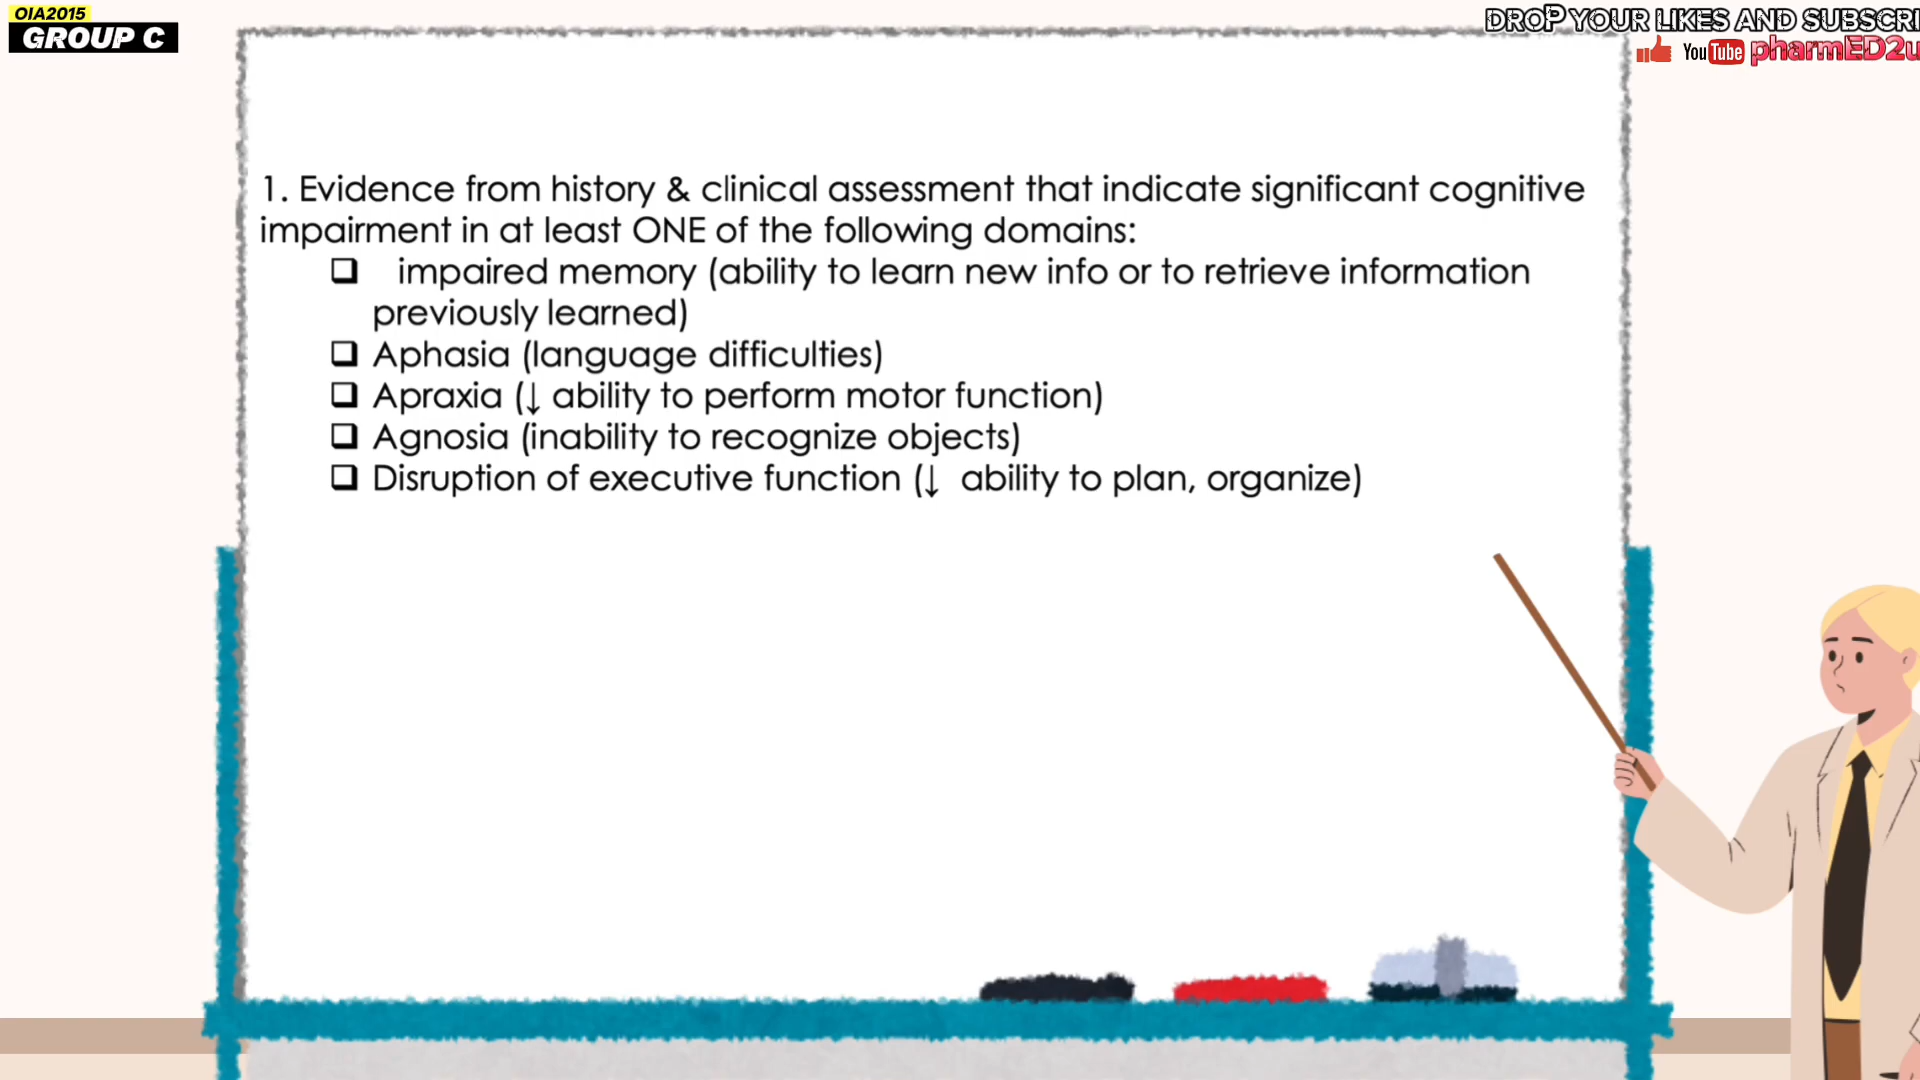 OIA2015
GROUP C
DROP YOUR LIKES AND SUBSCRI
YouTube pharmED2u
1. Evidence from history & clinical assessment that indicate significant cognitive
impairment in at least ONE of the following domains:
❑ impaired memory (ability to learn new info or to retrieve information
previously learned)
❑ Aphasia (language difficulties)
❑ Apraxia (↓ ability to perform motor function)
❑ Agnosia (inability to recognize objects)
❑ Disruption of executive function (↓ ability to plan, organize)